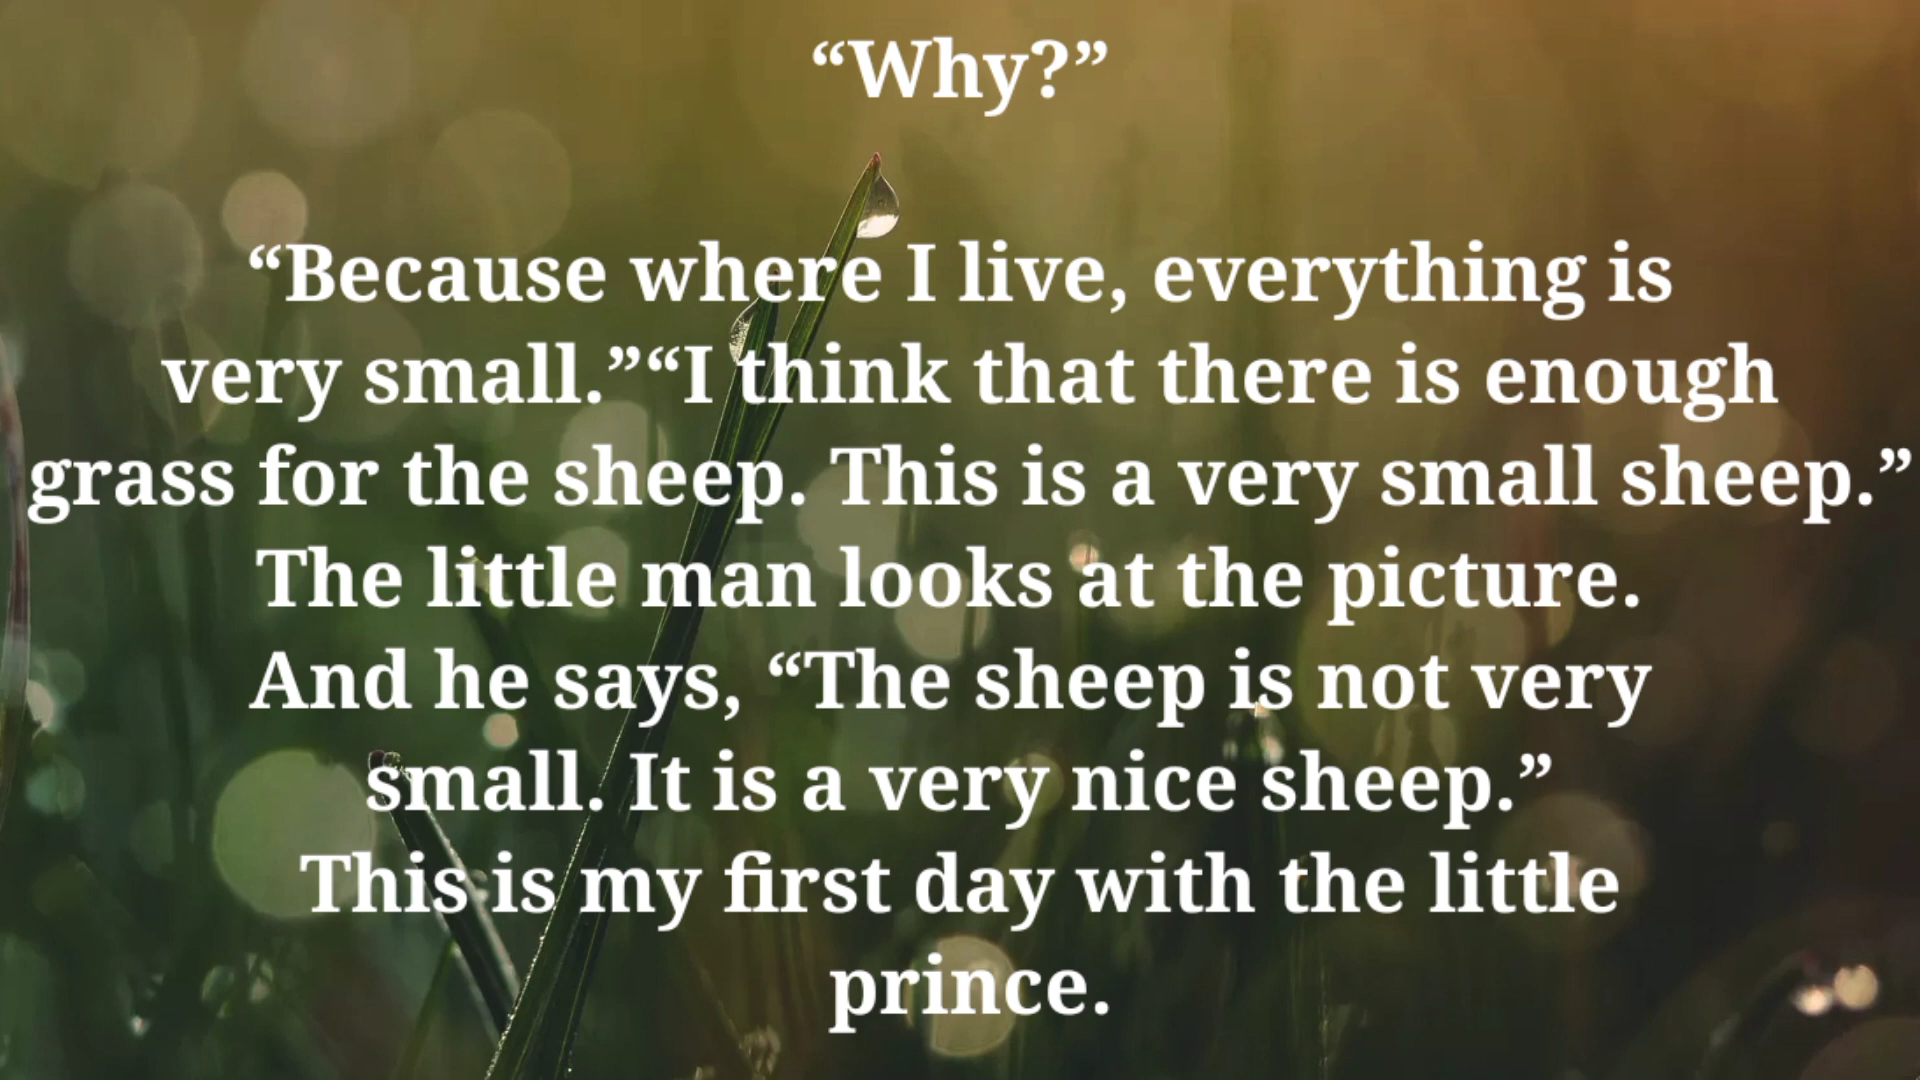 “Why?”
“Because where I live, everything is
very small.”“I think that there is enough
grass for the sheep. This is a very small sheep.”
The little man looks at the picture.
And he says, “The sheep is not very
small. It is a very nice sheep.”
This is my first day with the little
prince.